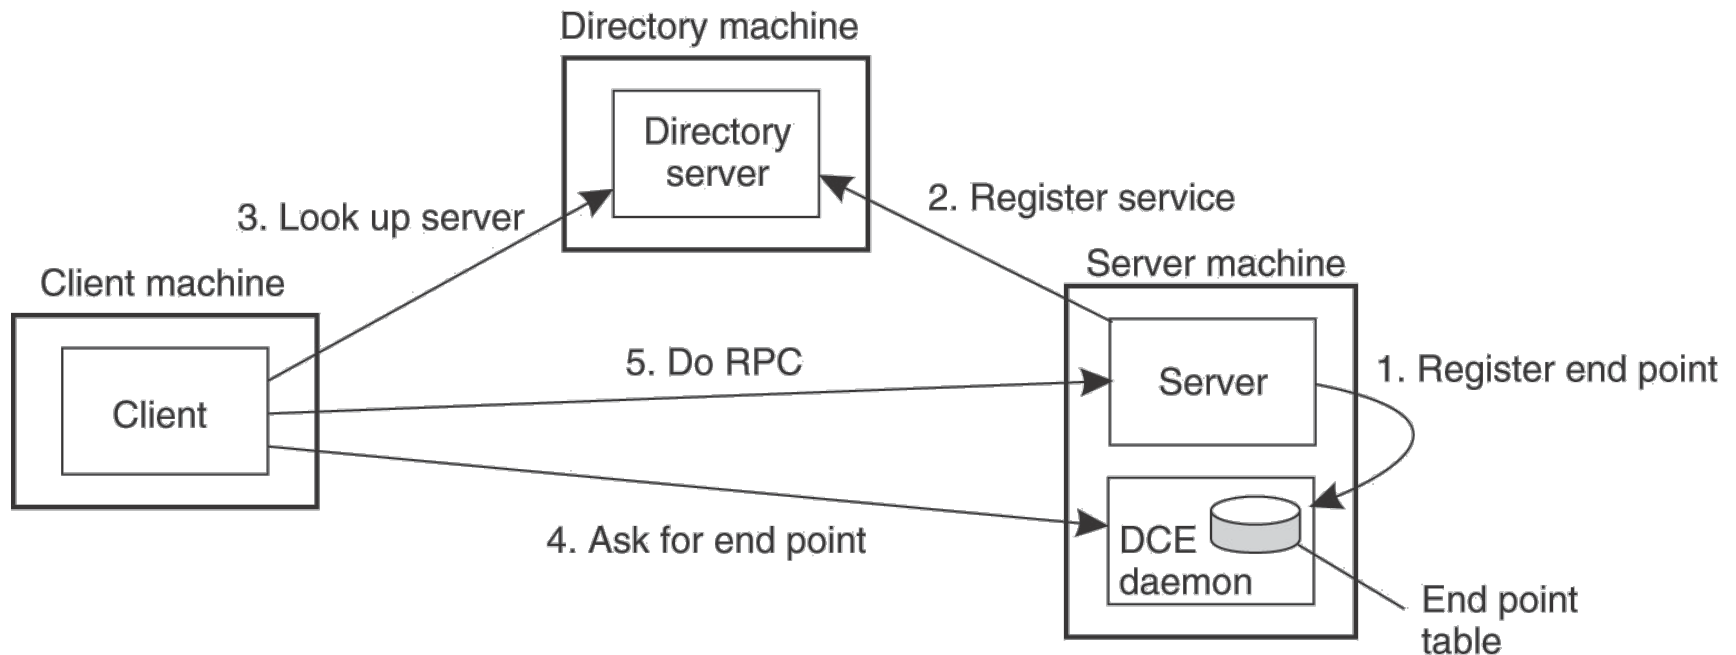 Directory machine
Directory
server
2. Register service
3. Look up server
Server machine
Client machine
5. Do RPC
1. Register end point
Server
Client
4. Ask for end point
DCE
daemon
End point
table